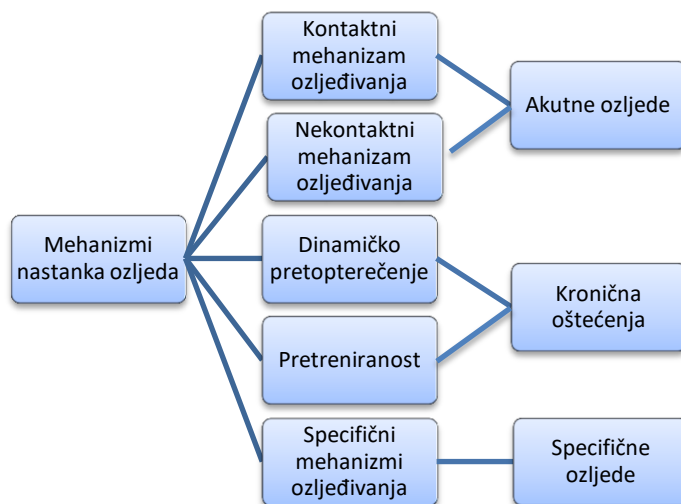 Mehanizmi
nastanka ozljeda
Kontaktni
mehanizam
ozljeđivanja
Nekontaktni
mehanizam
ozljeđivanja
Dinamičko
pretopterečenje
Pretreniranost
Specifični
mehanizmi
ozljeđivanja
Akutne ozljede
Kronična
oštećenja
Specifične
ozljede